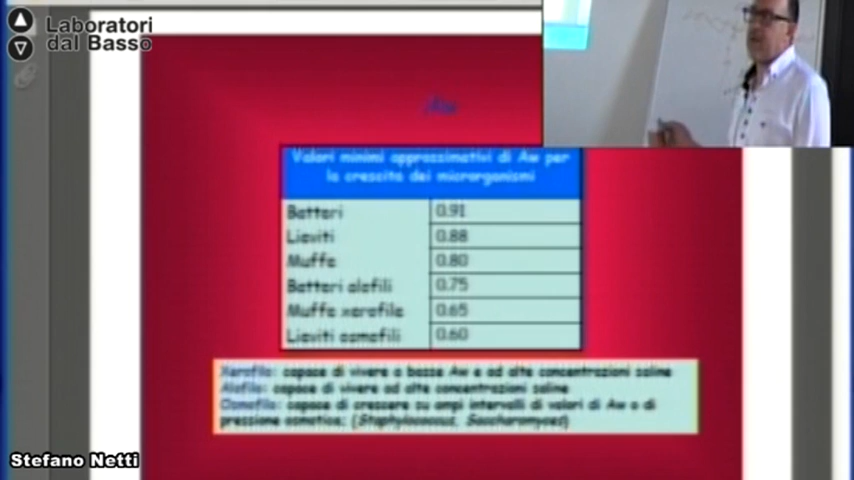 Laboratori
dal Basso
Aw
Valori minimi approssimativi di Aw per
la crescita dei microrganismi
Batteri 0.91
Lieviti 0.88
Muffe 0.80
Batteri alofili 0.75
Muffe xerofile 0.65
Lieviti osmofili 0.60
Xerofilo: capace di vivere a basse Aw e ad alte concentrazioni saline
Alofilo: capace di vivere ad alte concentrazioni saline
Osmofilo: capace di crescere su ampi intervalli di valori di Aw o di
pressione osmotica; (Staphylococcus, Saccharomyces)
Stefano Netti